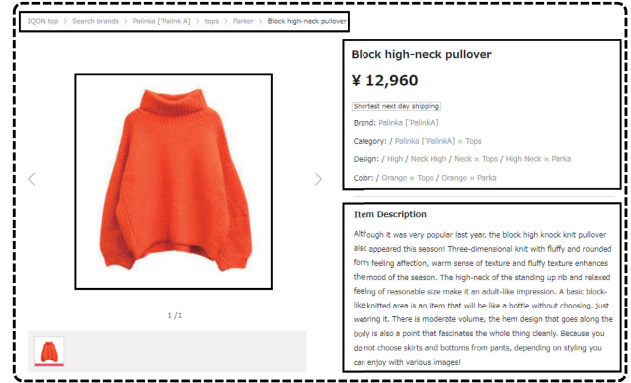 IQON top > Search brands > Palinka ['Palink A] > tops > Parker > Block high-neck pullover
Block high-neck pullover
¥ 12,960
Shortest next day shipping
Brand: Palinka ['PalinkA]
Category: / Palinka ['PalinkA] × Tops
Design: / High / Neck High / Neck × Tops / High Neck × Parka
Color: / Orange × Tops / Orange × Parka
1 /1
Item Description
Although it was very popular last year, the block high knock knit pullover
also appeared this season! Three-dimensional knit with fluffy and rounded
form feeling affection, warm sense of texture and fluffy texture enhances
the mood of the season. The high-neck of the standing up rib and relaxed
feeling of reasonable size make it an adult-like impression. A basic block-
like knitted area is an item that will be like a bottle without choosing, just
wearing it. There is moderate volume, the hem design that goes along the
body is also a point that fascinates the whole thing cleanly. Because you
do not choose skirts and bottoms from pants, depending on styling you
can enjoy with various images!